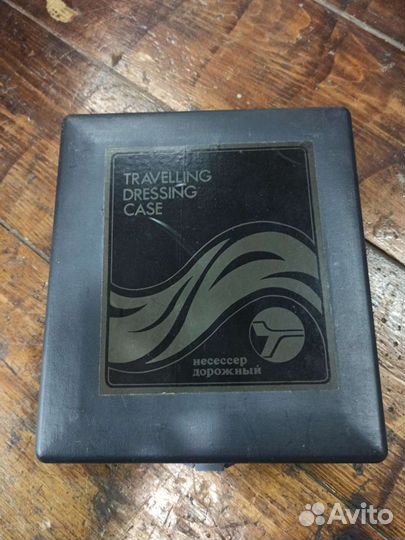 TRAVELLING
DRESSING
CASE
несессер
дорожный
Avito